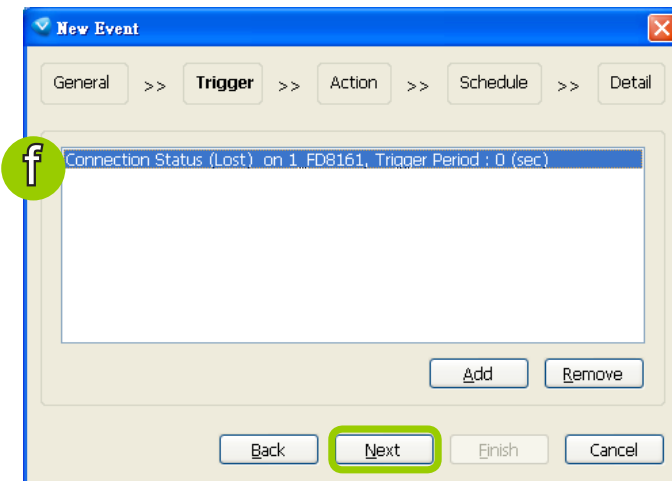 New Event
General >> Trigger >> Action >> Schedule >> Detail
f
Connection Status (Lost) on 1_FD8161, Trigger Period : 0 (sec)
Add Remove
Back Next Finish Cancel